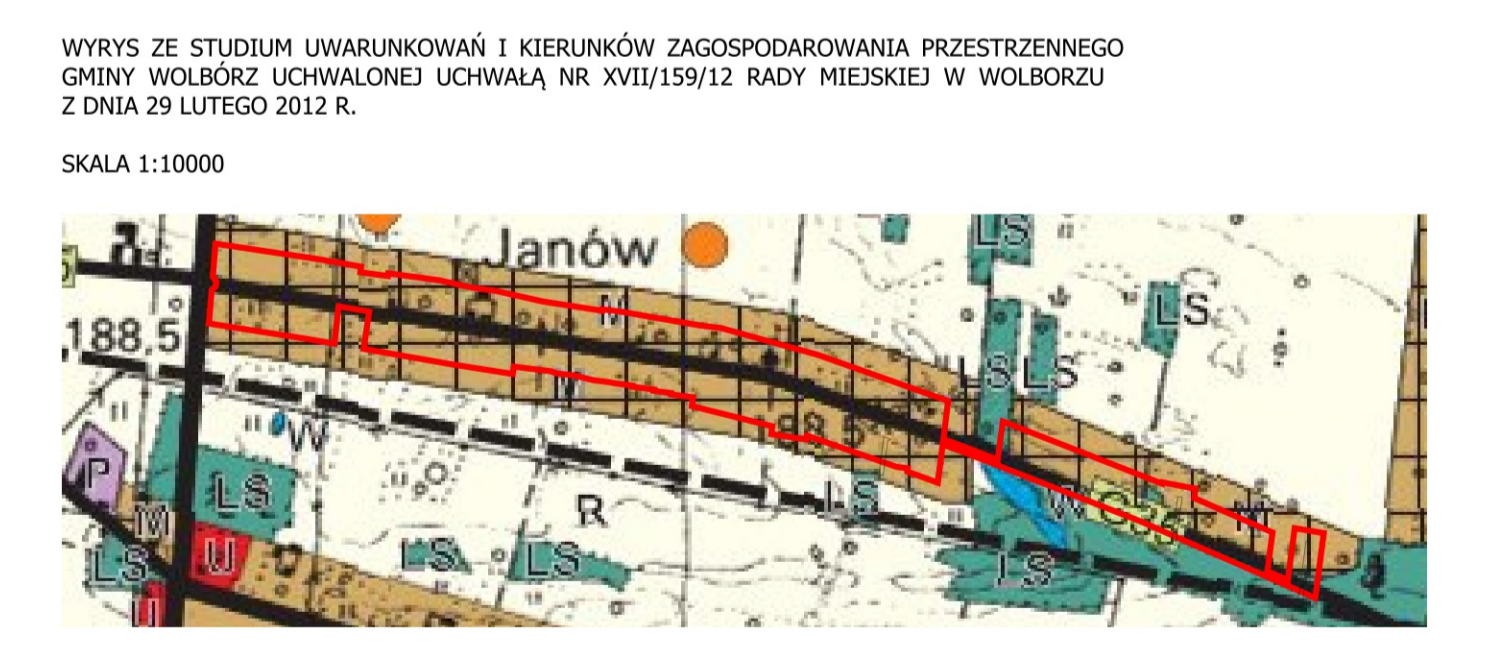 WYRYS ZE STUDIUM UWARUNKOWAŃ I KIERUNKÓW ZAGOSPODAROWANIA PRZESTRZENNEGO
GMINY WOLBÓRZ UCHWALONEJ UCHWAŁĄ NR XVII/159/12 RADY MIEJSKIEJ W WOLBORZU
Z DNIA 29 LUTEGO 2012 R.
SKALA 1:10000
Janów
LS
M
LS
188,5
LS LS
M
188,5
W
P
LS
R
LS
W
M
M
LS
U
LS
LS
LS
U